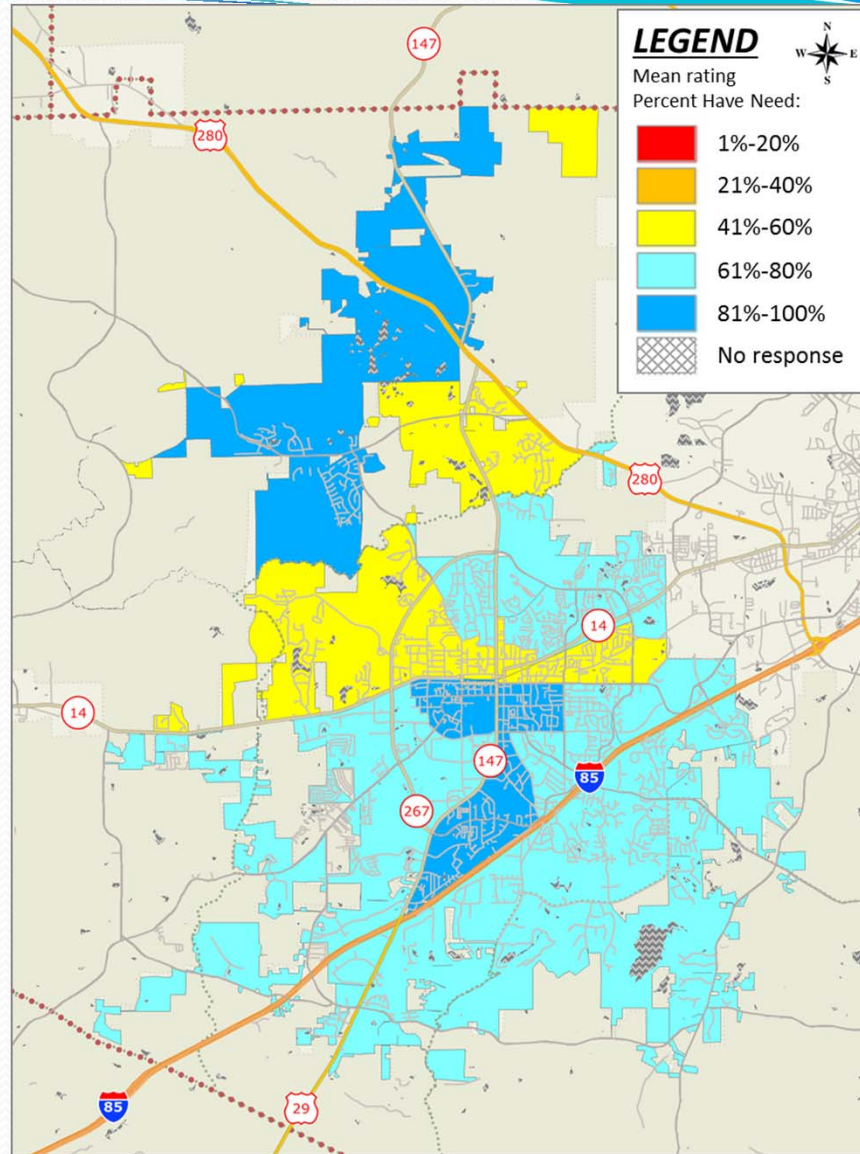 147
LEGEND
N
W E
S
Mean rating
Percent Have Need:
1%-20%
21%-40%
41%-60%
61%-80%
81%-100%
No response
280
280
14
14
147
85
267
85
29